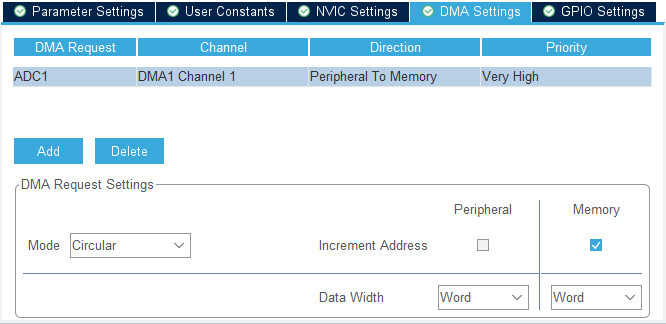 Parameter Settings User Constants NVIC Settings DMA Settings GPIO Settings
DMA Request Channel Direction Priority
ADC1 DMA1 Channel 1 Peripheral To Memory Very High
Add Delete
DMA Request Settings
Peripheral Memory
Mode Circular Increment Address
Data Width Word Word